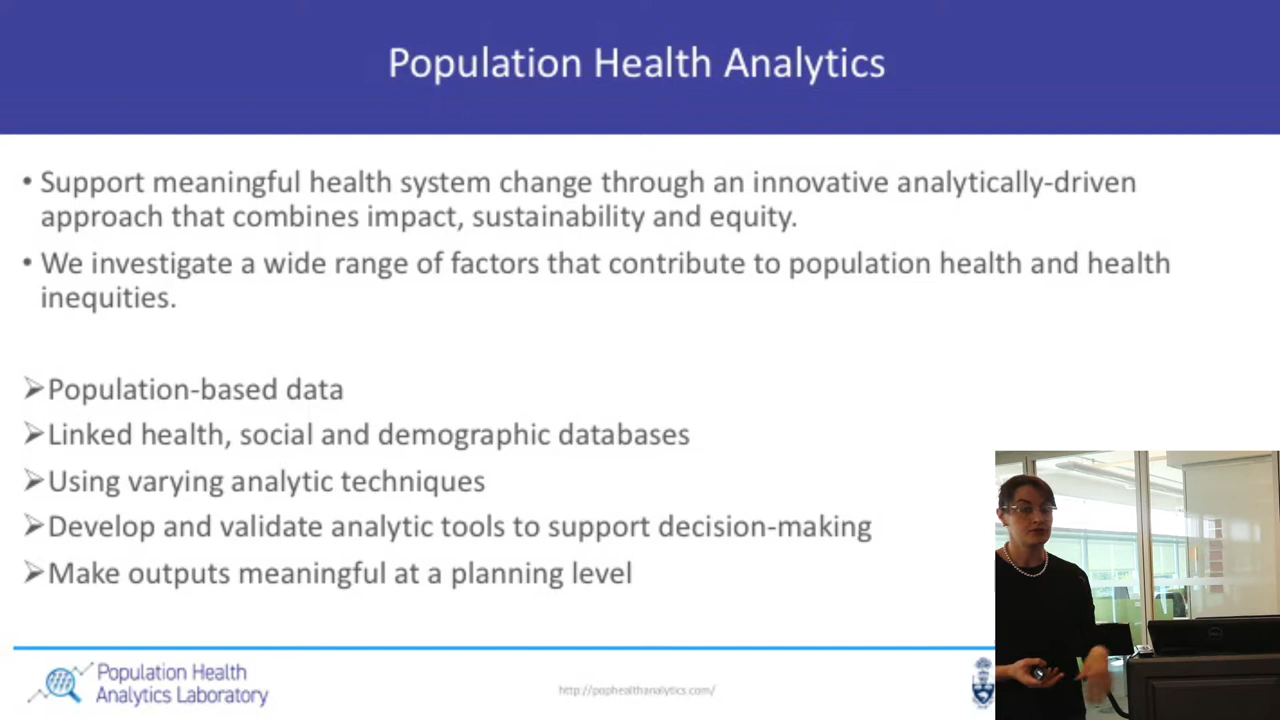 Population Health Analytics
• Support meaningful health system change through an innovative analytically-driven
approach that combines impact, sustainability and equity.
• We investigate a wide range of factors that contribute to population health and health
inequities.
➢Population-based data
➢Linked health, social and demographic databases
➢Using varying analytic techniques
➢Develop and validate analytic tools to support decision-making
➢Make outputs meaningful at a planning level
Population Health
Analytics Laboratory
http://pophealthanalytics.com/